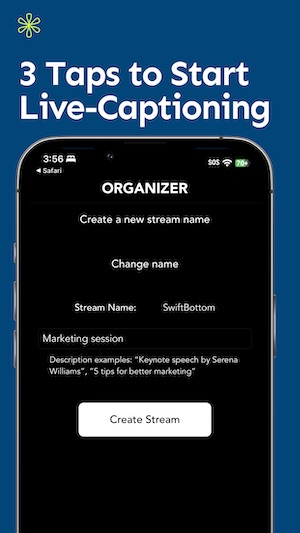 3 Taps to Start
Live-Captioning
3:56
SOS 70
◀ Safari
ORGANIZER
Create a new stream name
Change name
Stream Name: SwiftBottom
Marketing session
Description examples: “Keynote speech by Serena
Williams”, “5 tips for better marketing”
Create Stream